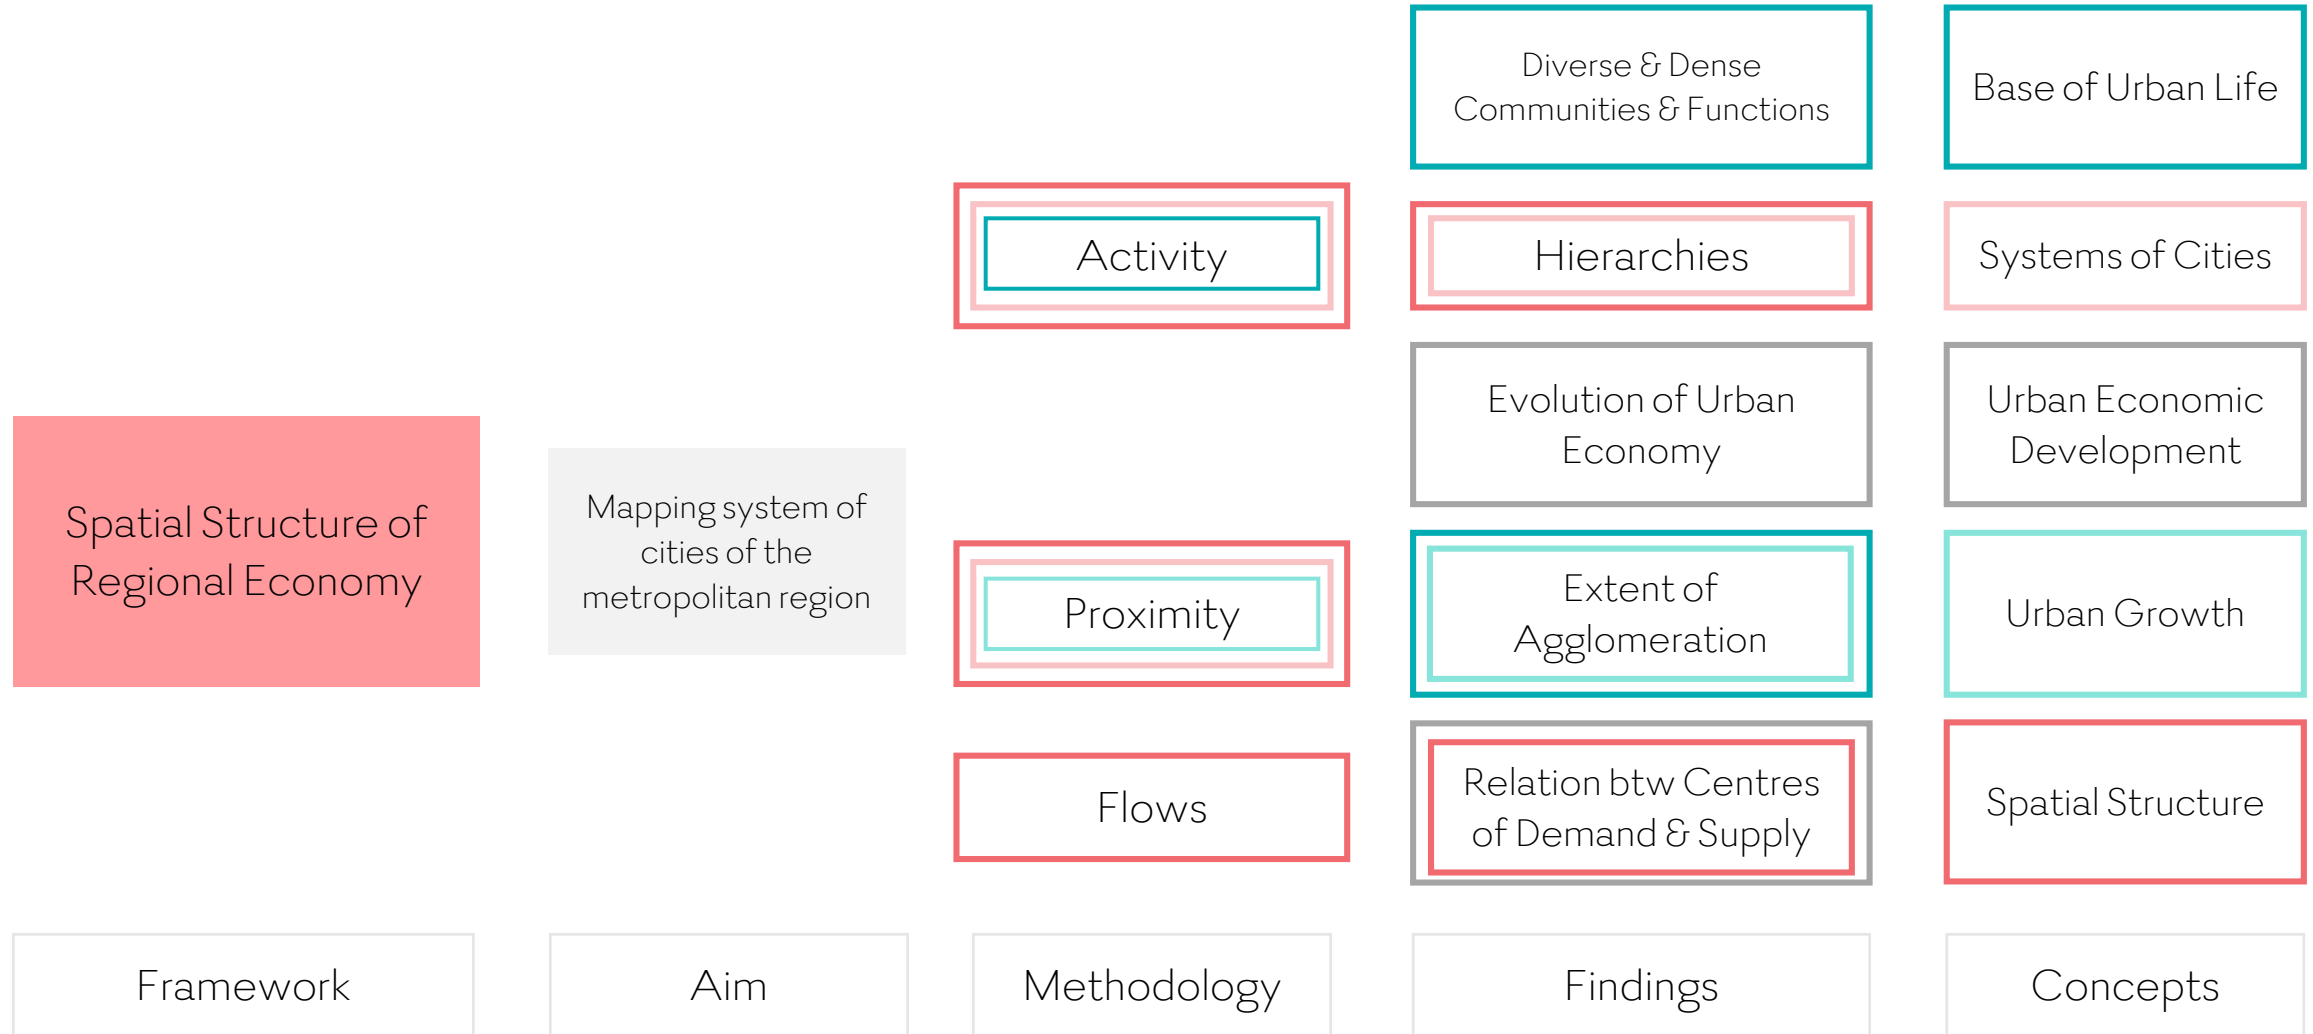 Spatial Structure of
Regional Economy
Mapping system of
cities of the
metropolitan region
Activity
Proximity
Flows
Diverse & Dense
Communities & Functions
Hierarchies
Evolution of Urban
Economy
Extent of
Agglomeration
Relation btw Centres
of Demand & Supply
Base of Urban Life
Systems of Cities
Urban Economic
Development
Urban Growth
Spatial Structure
Framework
Aim
Methodology
Findings
Concepts